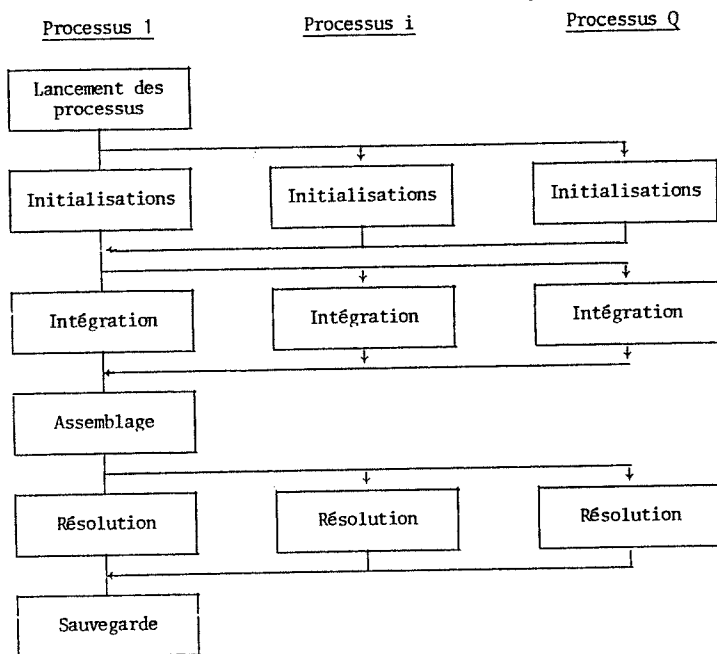 Processus 1
Processus i
Processus Q
Lancement des
processus
Initialisations
Initialisations
Initialisations
Intégration
Intégration
Intégration
Assemblage
Résolution
Résolution
Résolution
Sauvegarde